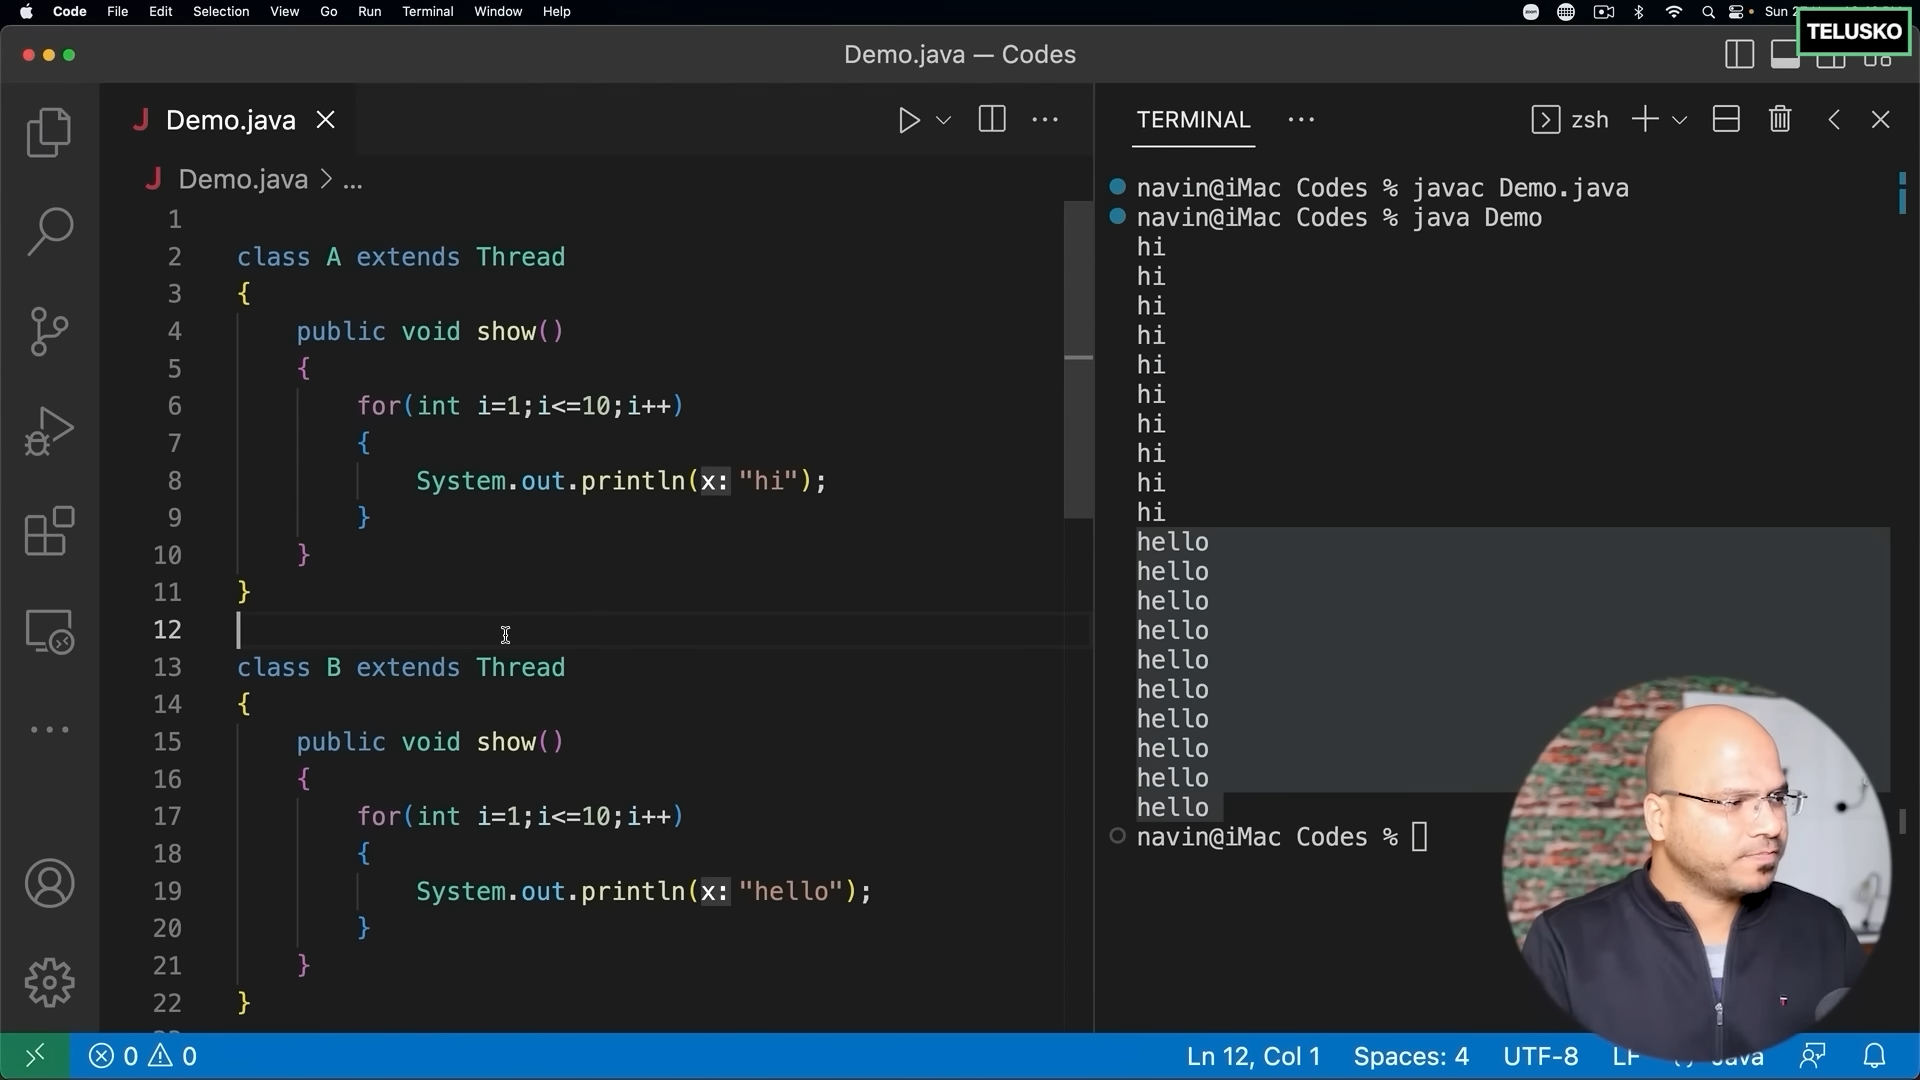 Code File Edit Selection View Go Run Terminal Window Help
zoom
Sun 2
TELUSKO
Demo.java — Codes
J Demo.java
J Demo.java > ...
1
2 class A extends Thread
3 {
4 public void show()
5 {
6 for(int i=1;i<=10;i++)
7 {
8 System.out.println(x: "hi");
9 }
10 }
11 }
12
13 class B extends Thread
14 {
15 public void show()
16 {
17 for(int i=1;i<=10;i++)
18 {
19 System.out.println(x: "hello");
20 }
21 }
22 }
TERMINAL ... zsh
navin@iMac Codes % javac Demo.java
navin@iMac Codes % java Demo
hi
hi
hi
hi
hi
hi
hi
hi
hi
hi
hello
hello
hello
hello
hello
hello
hello
hello
hello
hello
navin@iMac Codes %
0 0
Ln 12, Col 1 Spaces: 4 UTF-8 LF Java